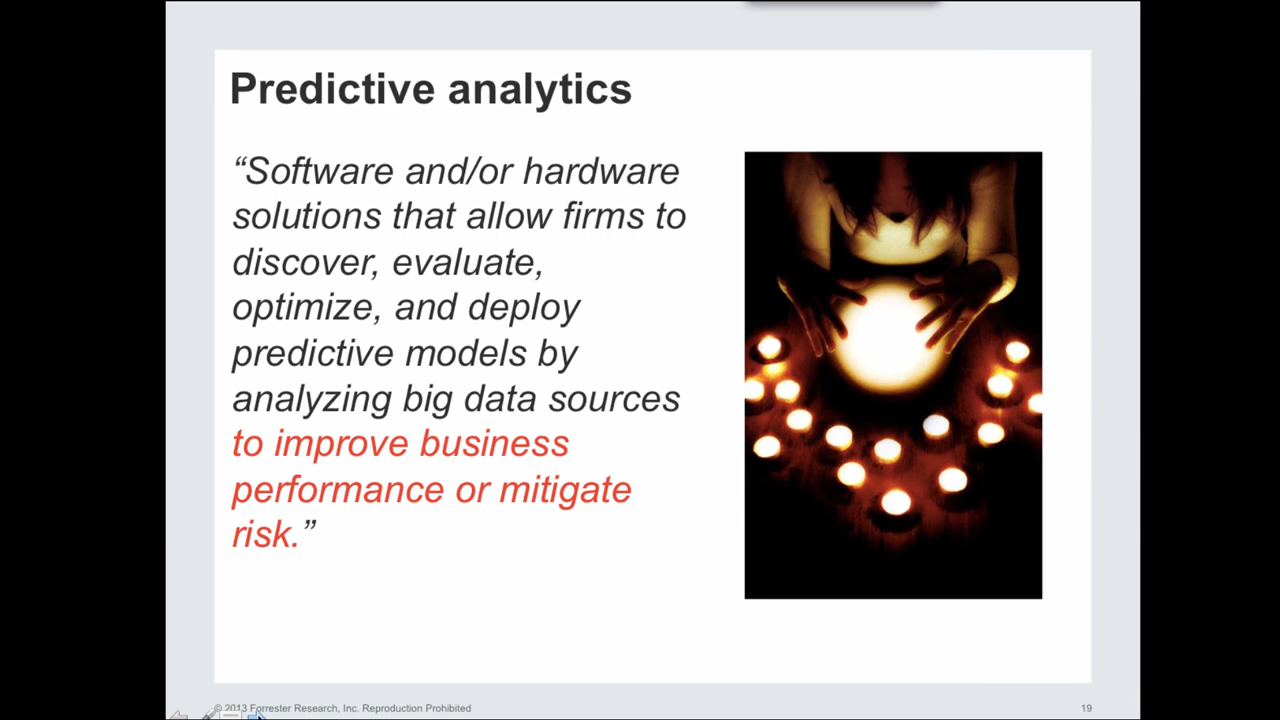 Predictive analytics
“Software and/or hardware
solutions that allow firms to
discover, evaluate,
optimize, and deploy
predictive models by
analyzing big data sources
to improve business
performance or mitigate
risk.”
© 2013 Forrester Research, Inc. Reproduction Prohibited
19